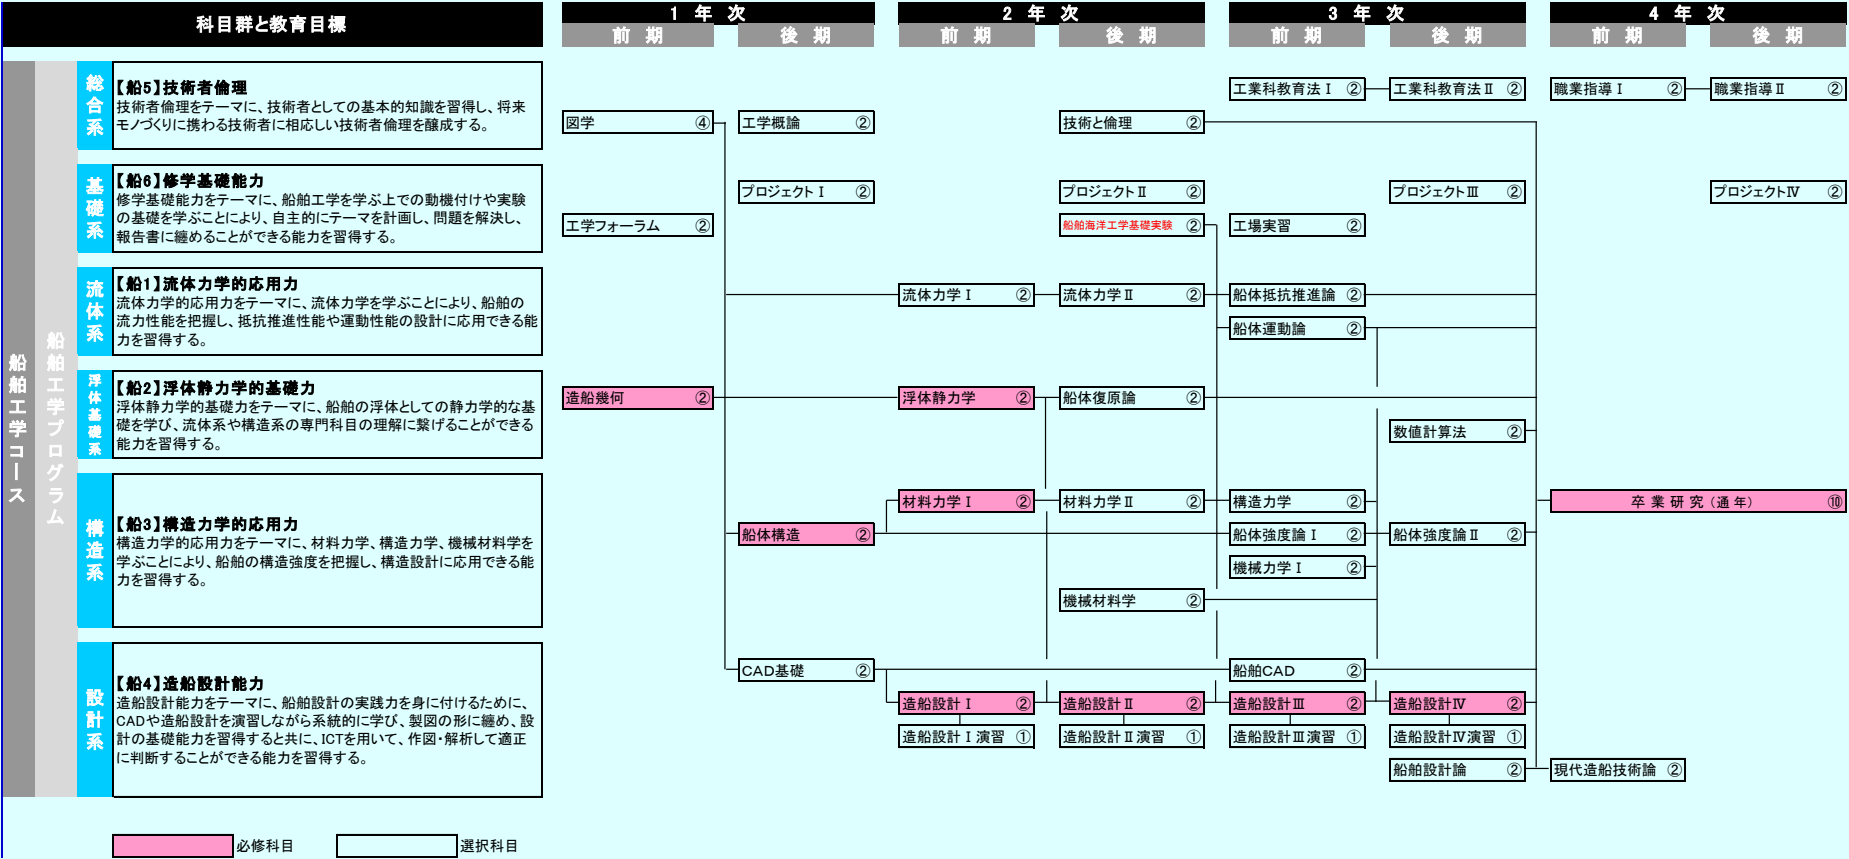 科目群と教育目標
1 年 次
2 年 次
3 年 次
4 年 次
前 期
後 期
前 期
後 期
前 期
後 期
前 期
後 期
船舶工学コース
船舶工学プログラム
総合系
【船5】技術者倫理
技術者倫理をテーマに、技術者としての基本的知識を習得し、将来
モノづくりに携わる技術者に相応しい技術者倫理を醸成する。
工業科教育法Ⅰ ②
工業科教育法Ⅱ ②
職業指導Ⅰ ②
職業指導Ⅱ ②
図学 ④
工学概論 ②
技術と倫理 ②
基礎系
【船6】修学基礎能力
修学基礎能力をテーマに、船舶工学を学ぶ上での動機付けや実験
の基礎を学ぶことにより、自主的にテーマを計画し、問題を解決し、
報告書に纏めることができる能力を習得する。
プロジェクトⅠ ②
プロジェクトⅡ ②
プロジェクトⅢ ②
プロジェクトⅣ ②
工学フォーラム ②
船舶海洋工学基礎実験 ②
工場実習 ②
流体系
【船1】流体力学的応用力
流体力学的応用力をテーマに、流体力学を学ぶことにより、船舶の
流力性能を把握し、抵抗推進性能や運動性能の設計に応用できる能
力を習得する。
流体力学Ⅰ ②
流体力学Ⅱ ②
船体抵抗推進論 ②
船体運動論 ②
浮体基礎系
【船2】浮体静力学的基礎力
浮体静力学的基礎力をテーマに、船舶の浮体としての静力学的な基
礎を学び、流体系や構造系の専門科目の理解に繋げることができる
能力を習得する。
造船幾何 ②
浮体静力学 ②
船体復原論 ②
数値計算法 ②
構造系
【船3】構造力学的応用力
構造力学的応用力をテーマに、材料力学、構造力学、機械材料学を
学ぶことにより、船舶の構造強度を把握し、構造設計に応用できる能
力を習得する。
材料力学Ⅰ ②
材料力学Ⅱ ②
構造力学 ②
卒 業 研 究 (通 年) ⑩
船体構造 ②
船体強度論Ⅰ ②
船体強度論Ⅱ ②
機械力学Ⅰ ②
機械材料学 ②
設計系
【船4】造船設計能力
造船設計能力をテーマに、船舶設計の実践力を身に付けるために、
CADや造船設計を演習しながら系統的に学び、製図の形に纏め、設
計の基礎能力を習得すると共に、ICTを用いて、作図・解析して適正
に判断することができる能力を習得する。
CAD基礎 ②
船舶CAD ②
造船設計Ⅰ ②
造船設計Ⅱ ②
造船設計Ⅲ ②
造船設計Ⅳ ②
造船設計Ⅰ演習 ①
造船設計Ⅱ演習 ①
造船設計Ⅲ演習 ①
造船設計Ⅳ演習 ①
船舶設計論 ②
現代造船技術論 ②
必修科目
選択科目